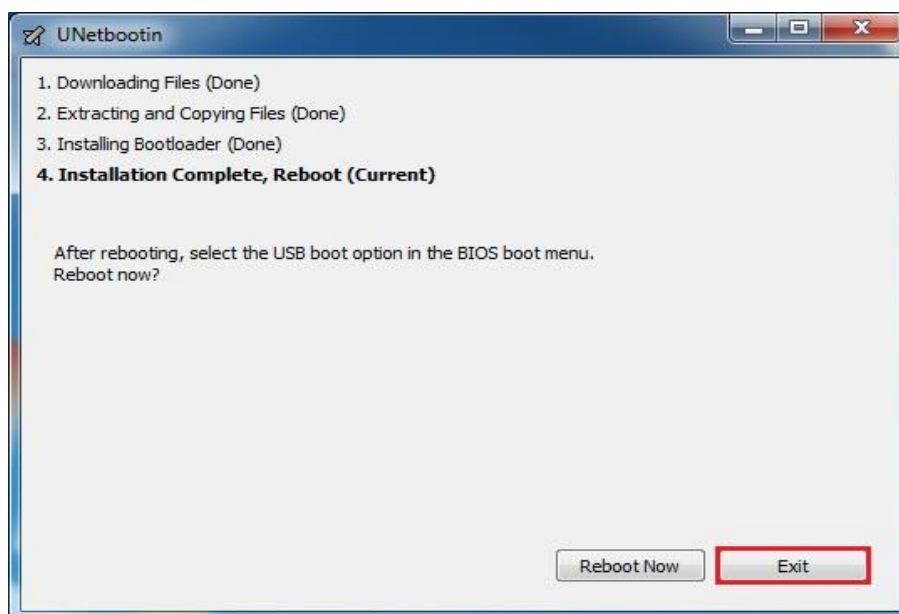 UNetbootin
1. Downloading Files (Done)
2. Extracting and Copying Files (Done)
3. Installing Bootloader (Done)
4. Installation Complete, Reboot (Current)
After rebooting, select the USB boot option in the BIOS boot menu.
Reboot now?
Reboot Now
Exit